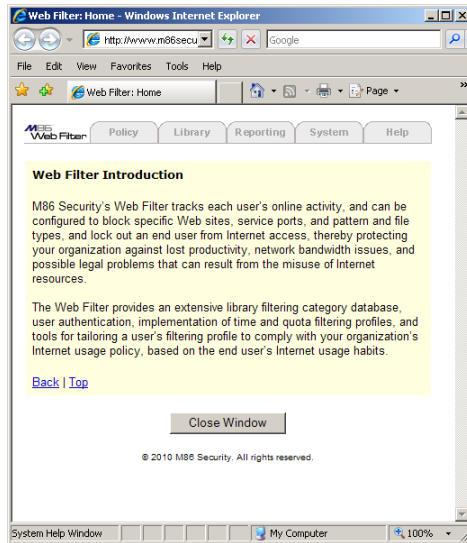 Web Filter: Home - Windows Internet Explorer
http://www.m86secu
Google
File Edit View Favorites Tools Help
Web Filter: Home
Page
»
M86
Web Filter
Policy Library Reporting System Help
Web Filter Introduction
M86 Security's Web Filter tracks each user's online activity, and can be
configured to block specific Web sites, service ports, and pattern and file
types, and lock out an end user from Internet access, thereby protecting
your organization against lost productivity, network bandwidth issues, and
possible legal problems that can result from the misuse of Internet
resources.
The Web Filter provides an extensive library filtering category database,
user authentication, implementation of time and quota filtering profiles, and
tools for tailoring a user's filtering profile to comply with your organization's
Internet usage policy, based on the end user's Internet usage habits.
Back | Top
Close Window
© 2010 M86 Security. All rights reserved.
System Help Window My Computer 100%